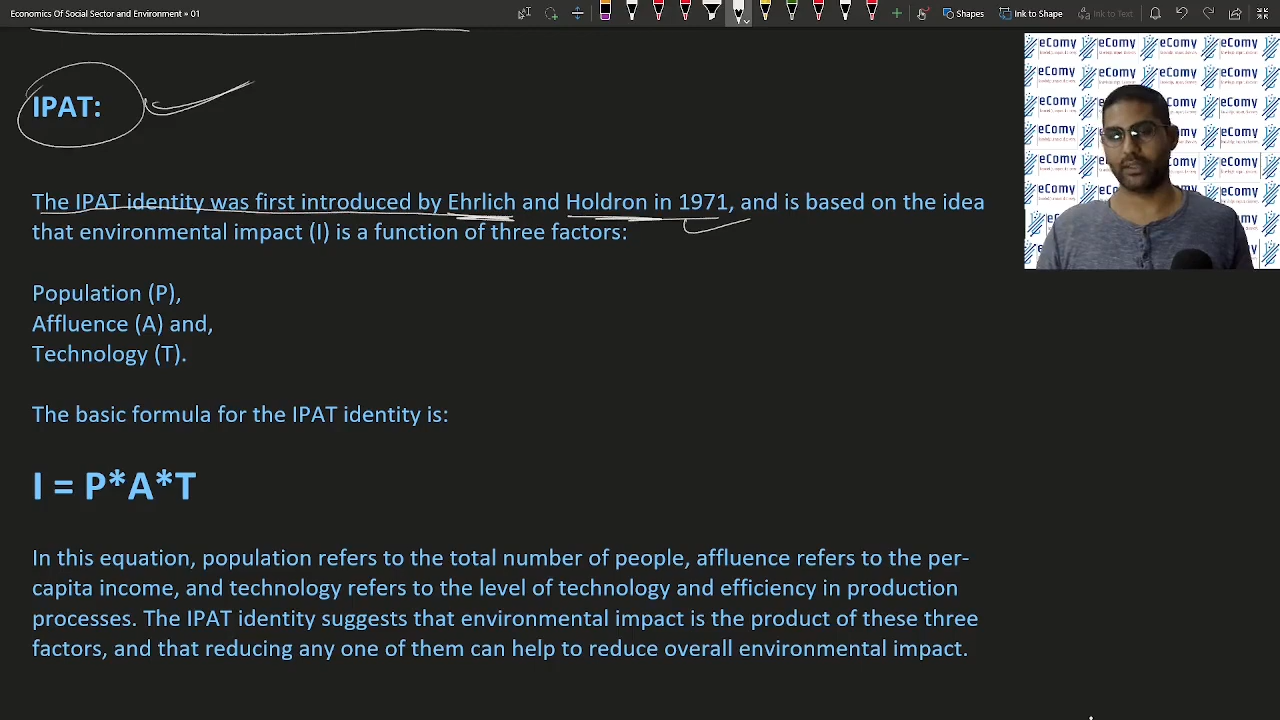 Economics Of Social Sector and Environment » 01
Shapes
Ink to Shape
Ink to Text
IPAT:
The IPAT identity was first introduced by Ehrlich and Holdron in 1971, and is based on the idea
that environmental impact (I) is a function of three factors:
Population (P),
Affluence (A) and,
Technology (T).
The basic formula for the IPAT identity is:
I = P*A*T
In this equation, population refers to the total number of people, affluence refers to the per-
capita income, and technology refers to the level of technology and efficiency in production
processes. The IPAT identity suggests that environmental impact is the product of these three
factors, and that reducing any one of them can help to reduce overall environmental impact.
eComy eComy eComy eComy